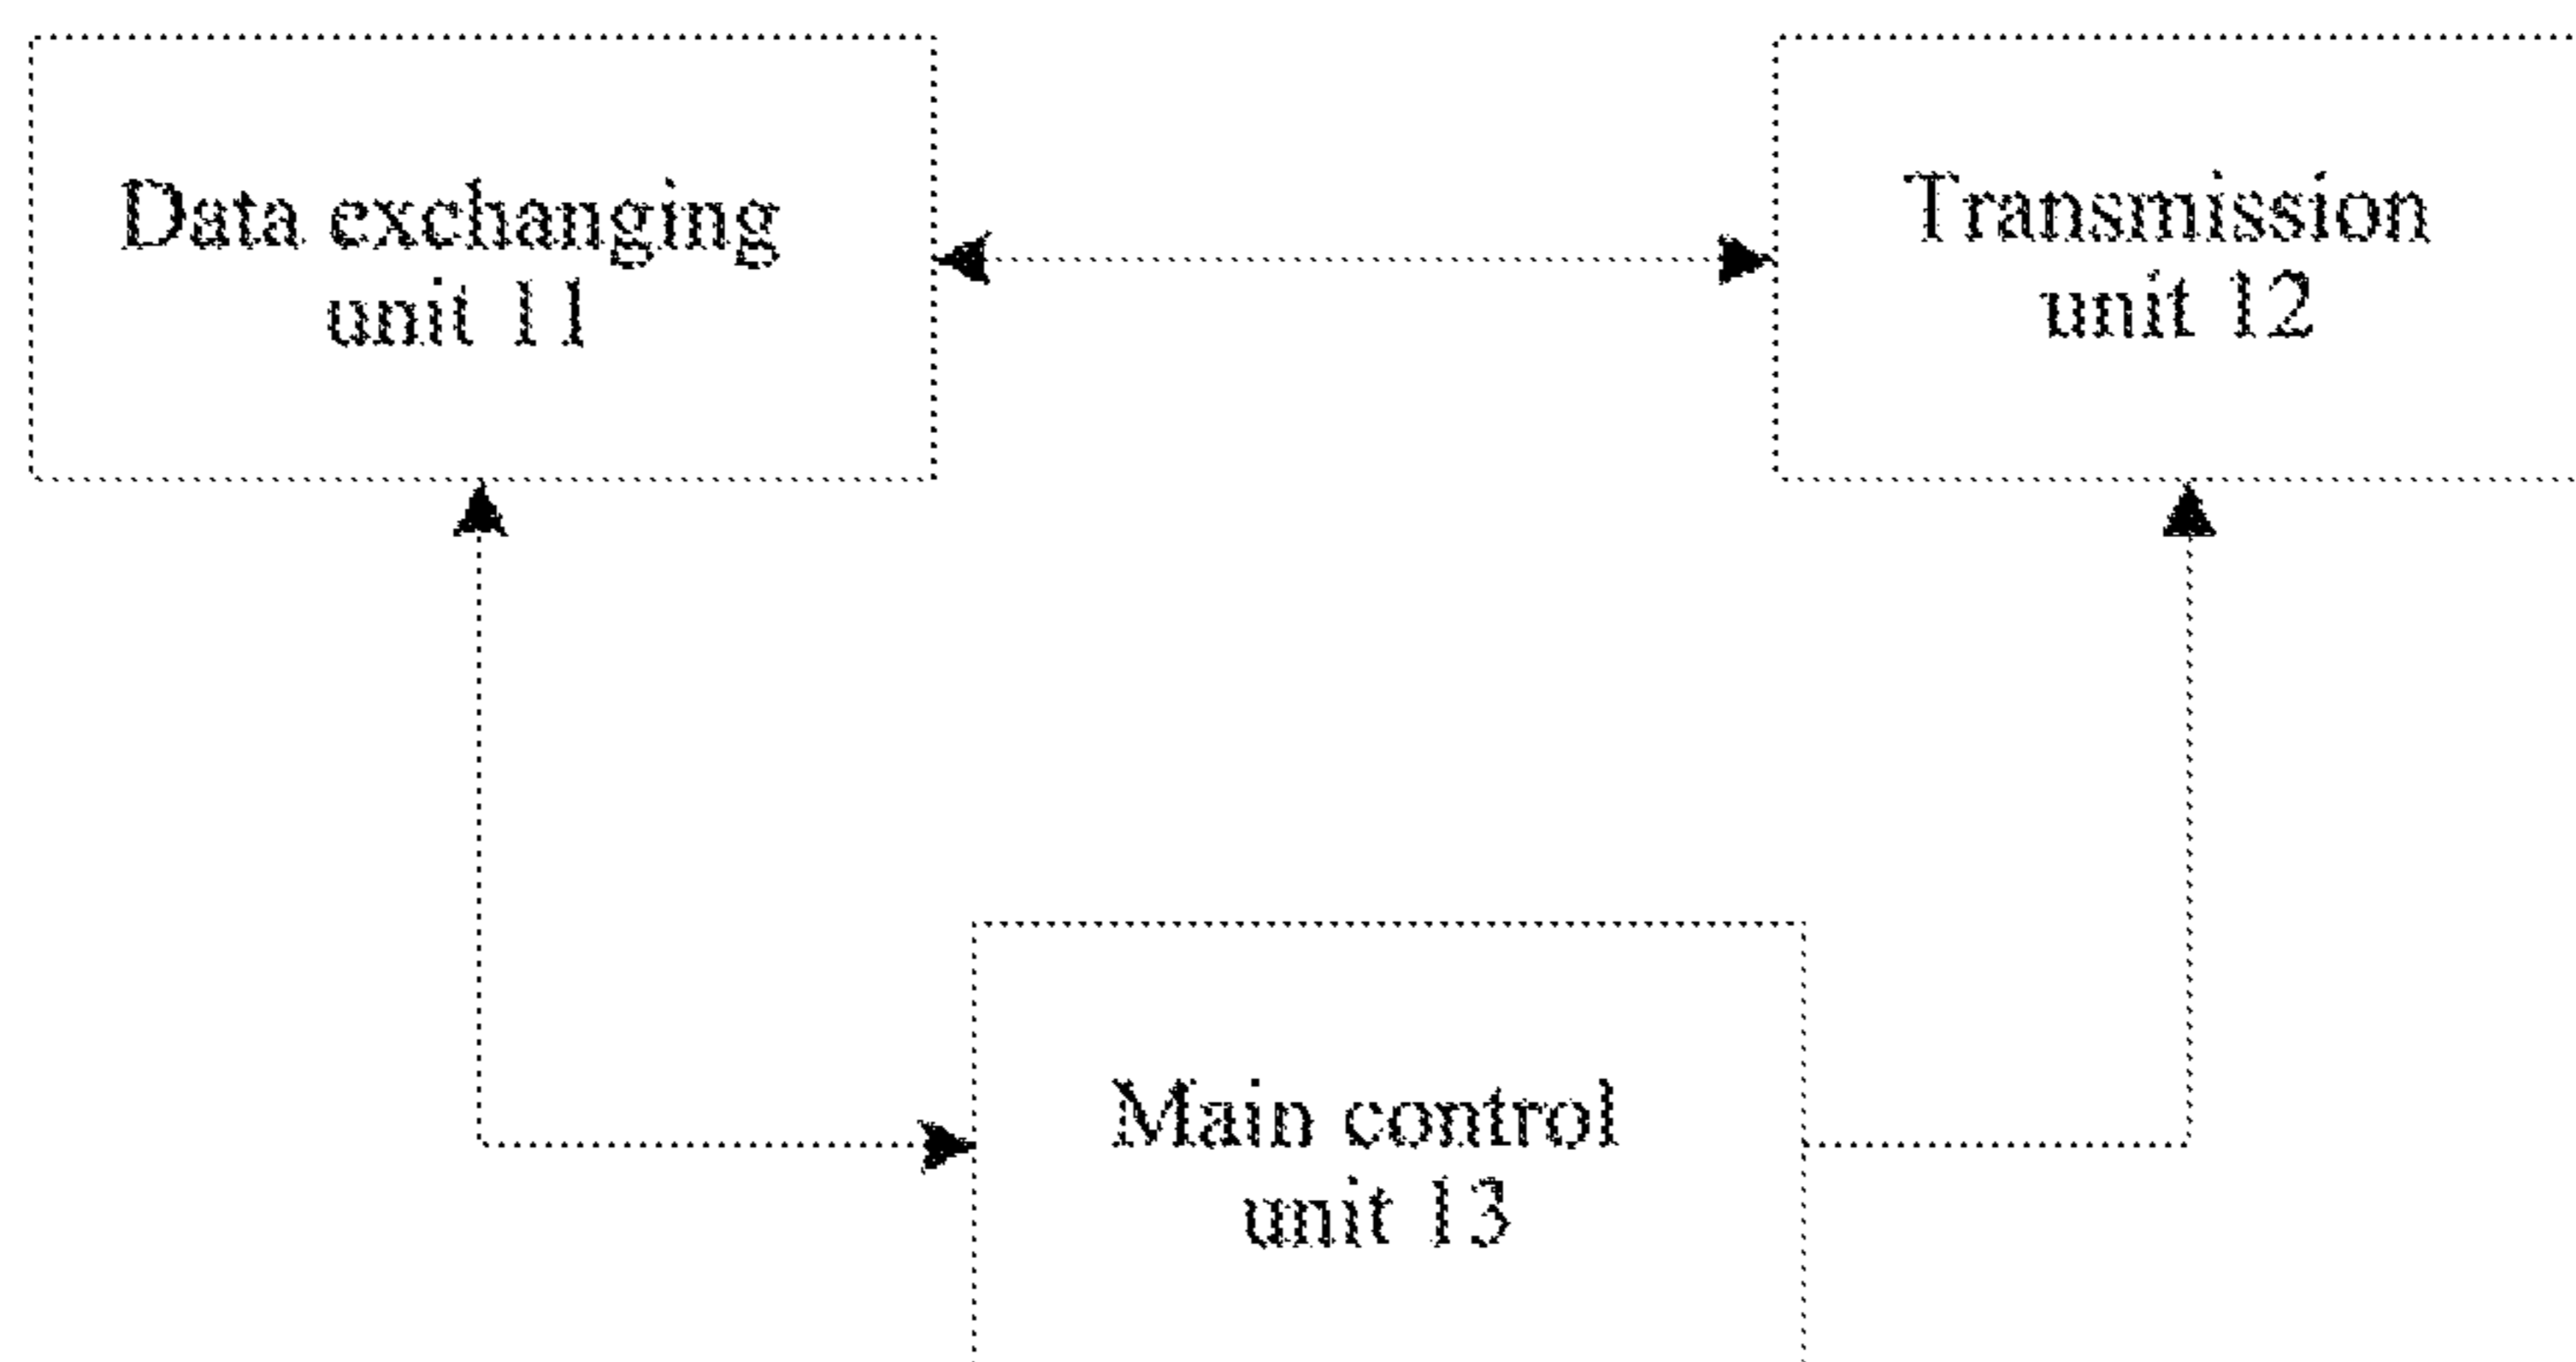 Data exchanging
unit 11
Transmission
unit 12
Main control
unit 13